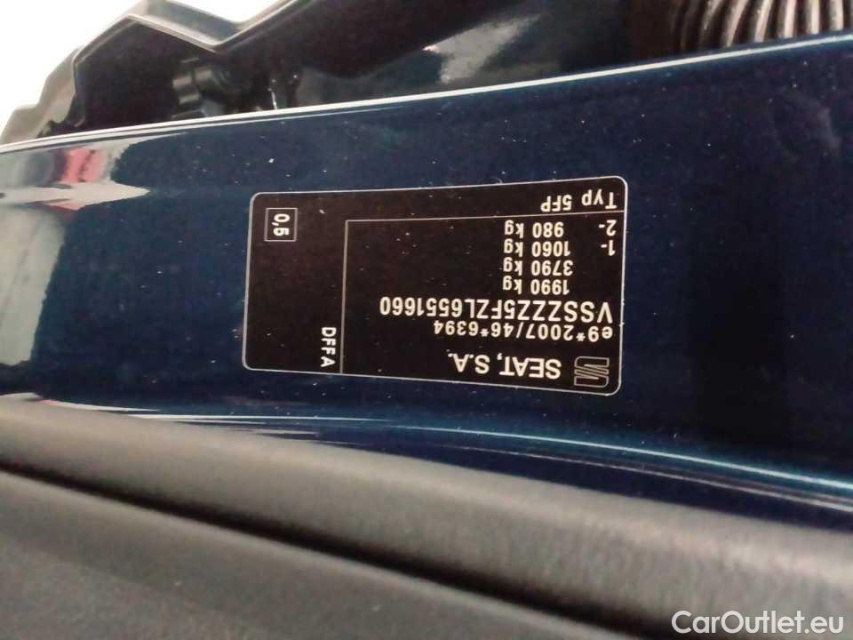 SEAT, S.A.
e9*2007/46*6394
VSSZZZ5FZL6551660
1990 kg
3790 kg
1- 1060 kg
2- 980 kg
Typ 5FP
DFFA
0,5
CarOutlet.eu